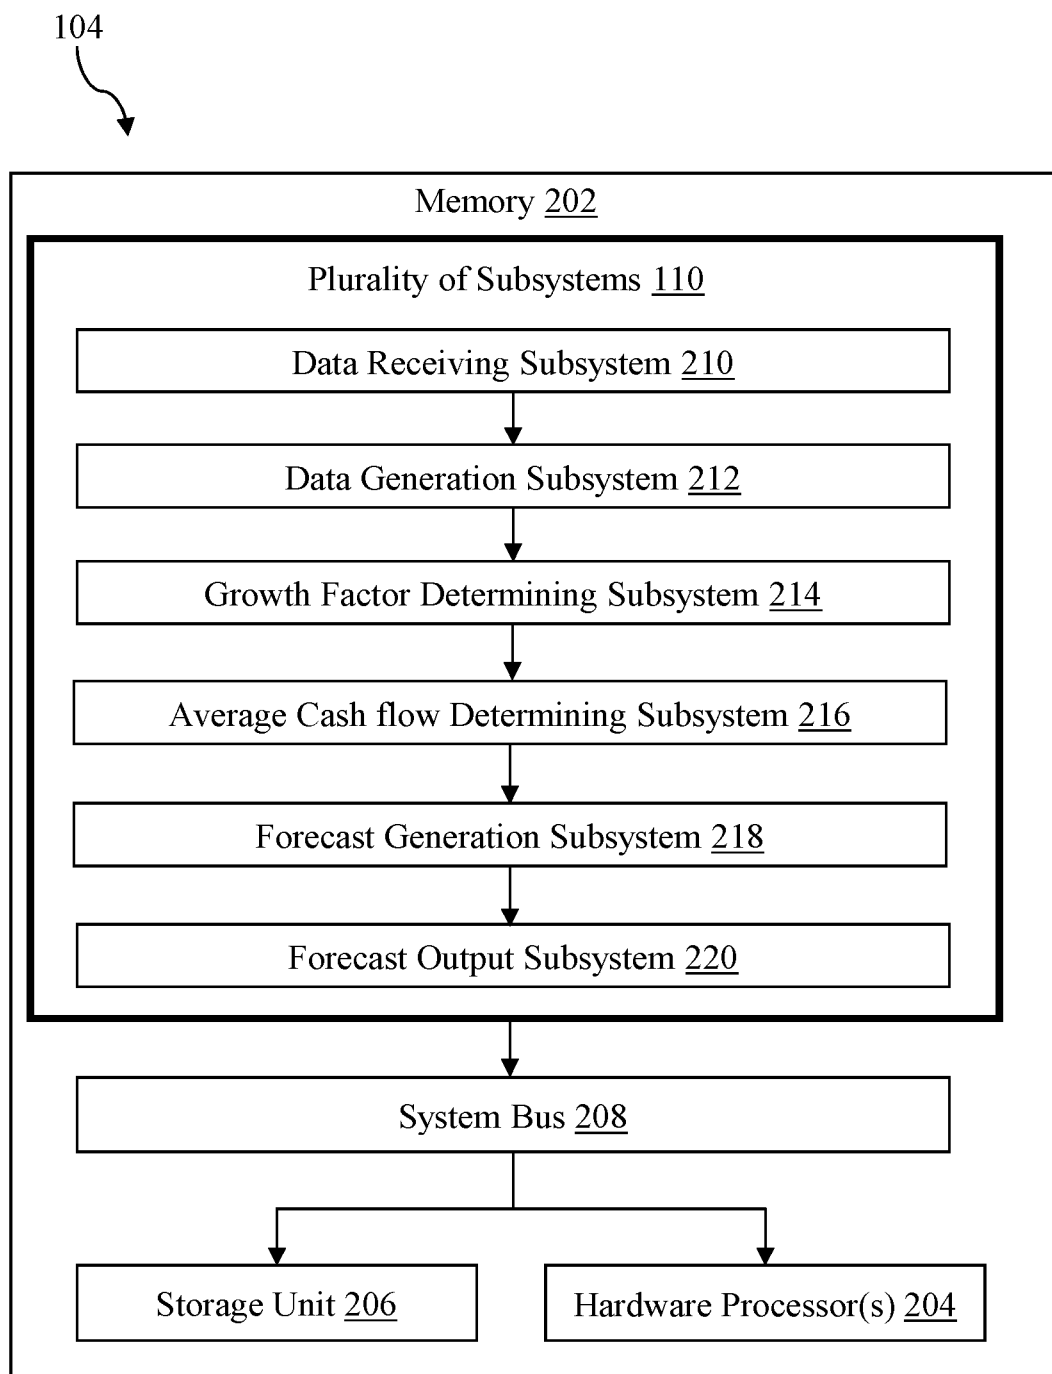 104
Memory 202
Plurality of Subsystems 110
Data Receiving Subsystem 210
Data Generation Subsystem 212
Growth Factor Determining Subsystem 214
Average Cash flow Determining Subsystem 216
Forecast Generation Subsystem 218
Forecast Output Subsystem 220
System Bus 208
Storage Unit 206
Hardware Processor(s) 204